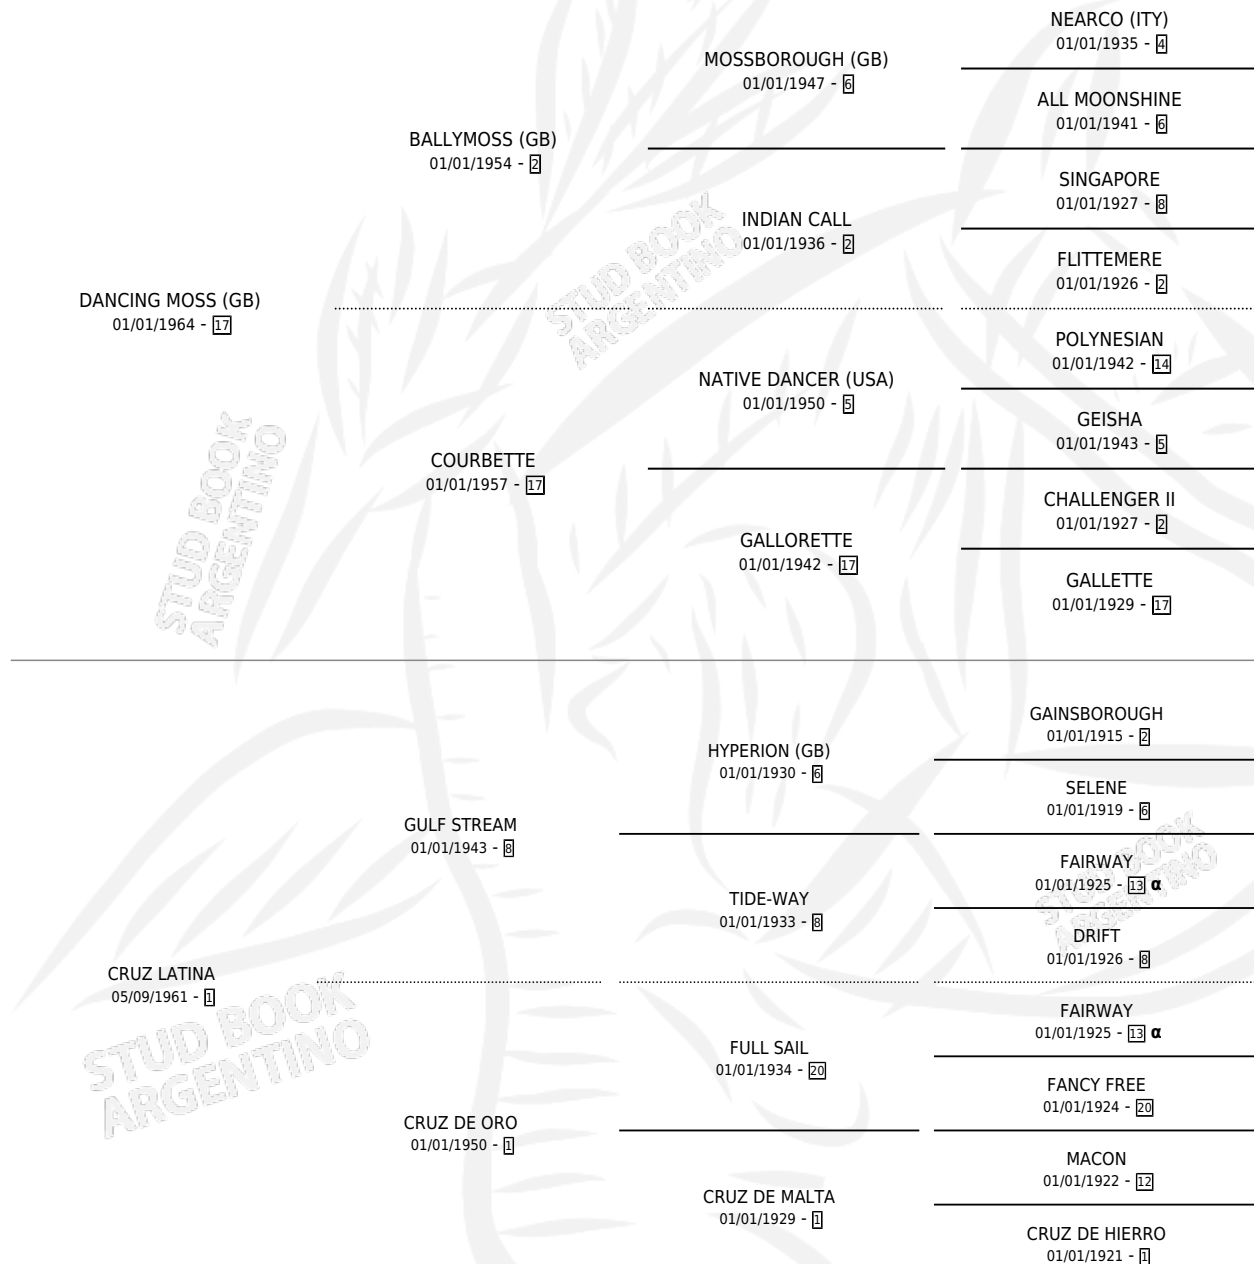 NEARCO (ITY)
01/01/1935 - 4
MOSSBOROUGH (GB)
01/01/1947 - 6
ALL MOONSHINE
01/01/1941 - 6
BALLYMOSS (GB)
01/01/1954 - 2
SINGAPORE
01/01/1927 - 8
INDIAN CALL
01/01/1936 - 2
FLITTEMERE
01/01/1926 - 2
DANCING MOSS (GB)
01/01/1964 - 17
POLYNESIAN
01/01/1942 - 14
NATIVE DANCER (USA)
01/01/1950 - 5
GEISHA
01/01/1943 - 5
COURBETTE
01/01/1957 - 17
CHALLENGER II
01/01/1927 - 2
GALLORETTE
01/01/1942 - 17
GALLETTE
01/01/1929 - 17
GAINSBOROUGH
01/01/1915 - 2
HYPERION (GB)
01/01/1930 - 6
SELENE
01/01/1919 - 6
GULF STREAM
01/01/1943 - 8
FAIRWAY
01/01/1925 - 13 α
TIDE-WAY
01/01/1933 - 8
DRIFT
01/01/1926 - 8
CRUZ LATINA
05/09/1961 - 1
FAIRWAY
01/01/1925 - 13 α
FULL SAIL
01/01/1934 - 20
FANCY FREE
01/01/1924 - 20
CRUZ DE ORO
01/01/1950 - 1
MACON
01/01/1922 - 12
CRUZ DE MALTA
01/01/1929 - 1
CRUZ DE HIERRO
01/01/1921 - 1
STUD BOOK
ARGENTINO
STUD BOOK
ARGENTINO
STUD BOOK
ARGENTINO
STUD BOOK
ARGENTINO